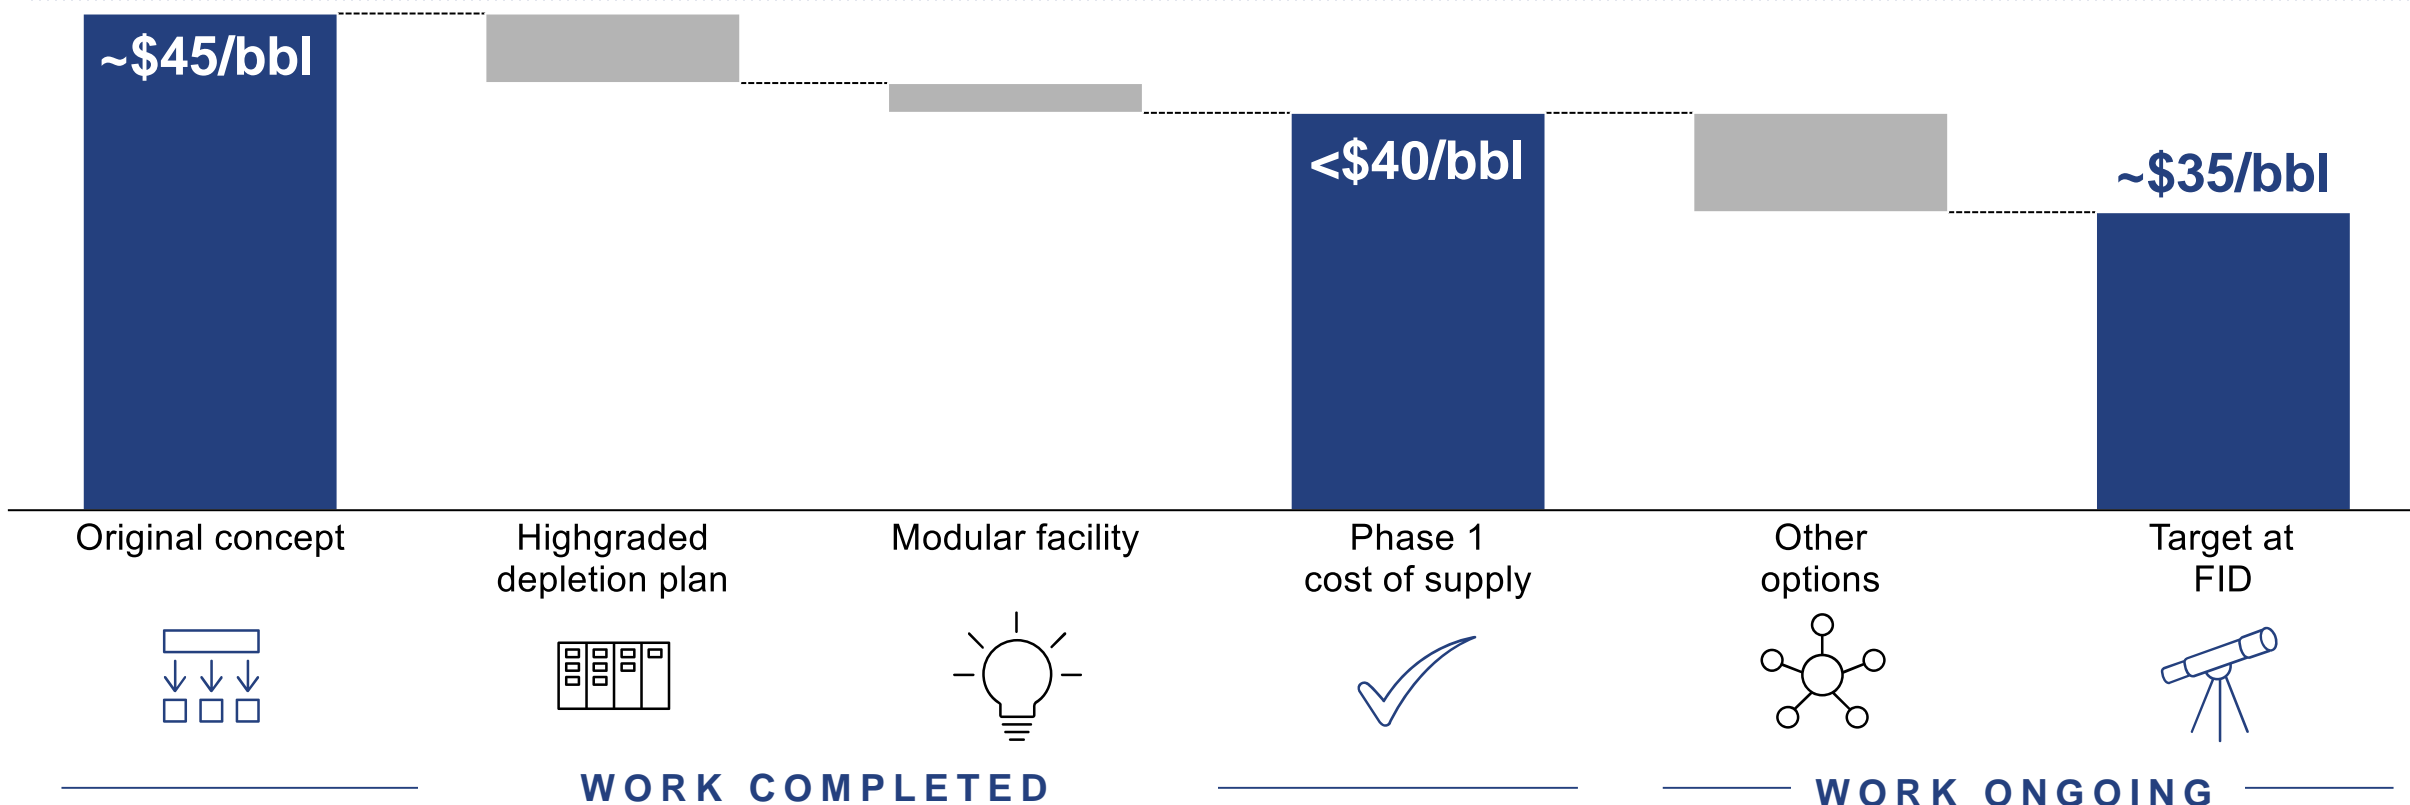 ~$45/bbl
<$40/bbl
~$35/bbl
Original concept
Highgraded
depletion plan
Modular facility
Phase 1
cost of supply
Other
options
Target at
FID
WORK COMPLETED
WORK ONGOING